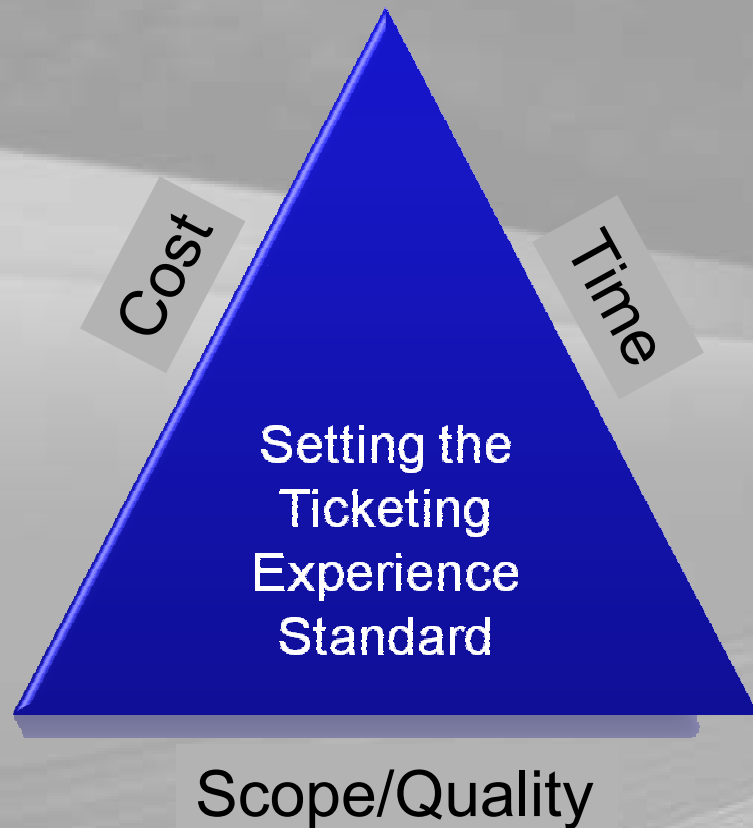 Cost
Time
Setting the
Ticketing
Experience
Standard
Scope/Quality